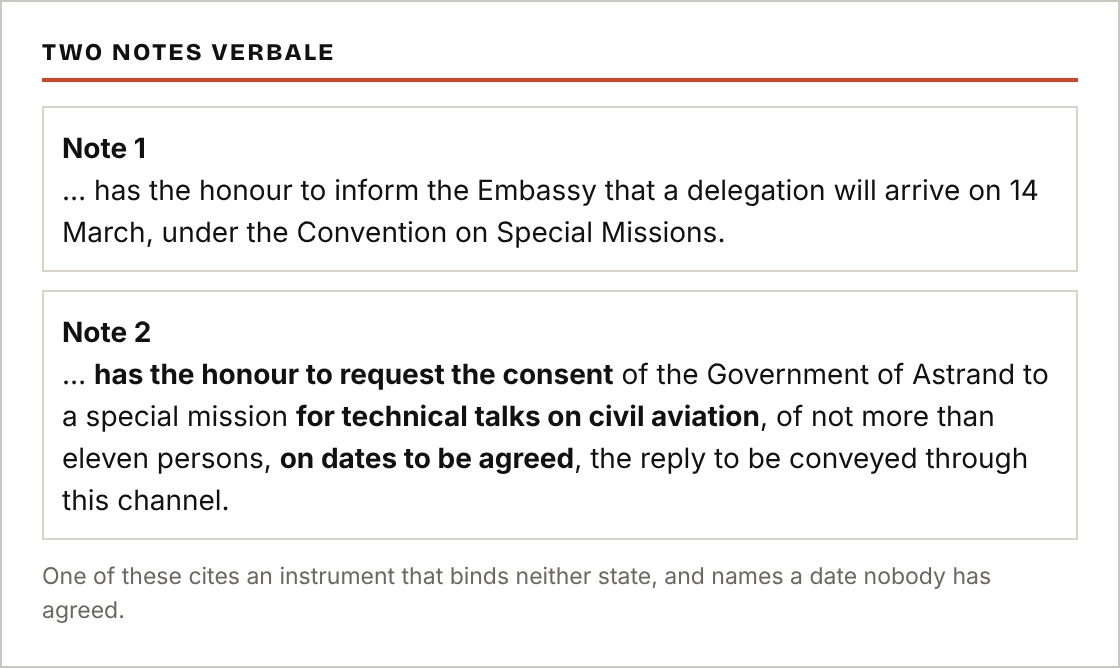 TWO NOTES VERBALE
Note 1
... has the honour to inform the Embassy that a delegation will arrive on 14
March, under the Convention on Special Missions.
Note 2
... has the honour to request the consent of the Government of Astrand to
a special mission for technical talks on civil aviation, of not more than
eleven persons, on dates to be agreed, the reply to be conveyed through
this channel.
One of these cites an instrument that binds neither state, and names a date nobody has
agreed.